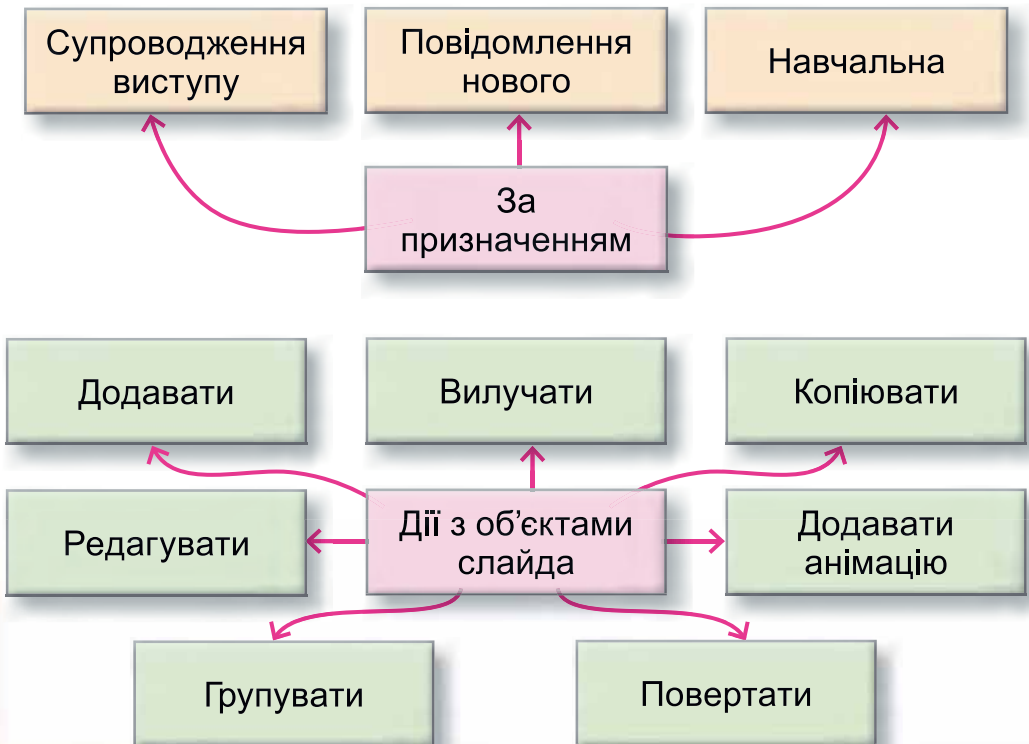 Супроводження
виступу
Повідомлення
нового
Навчальна
За
призначенням
Додавати
Вилучати
Копіювати
Редагувати
Дії з об’єктами
слайда
Додавати
анімацію
Групувати
Повертати